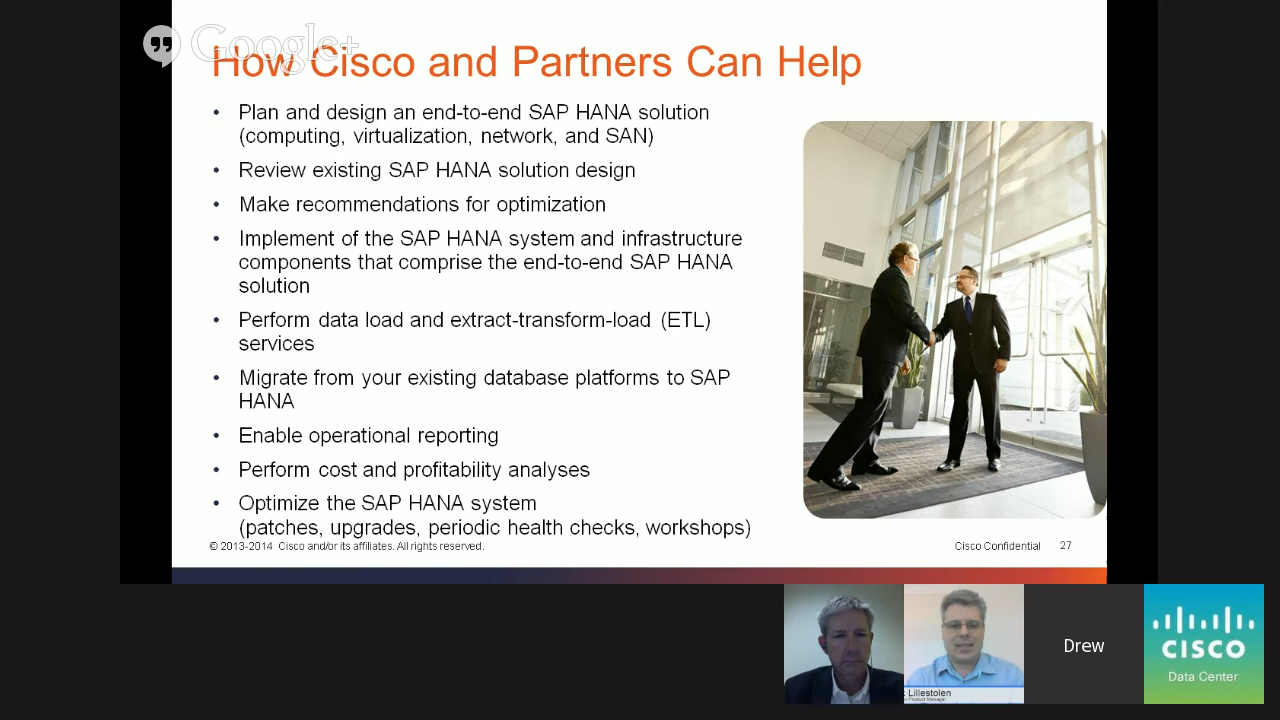 Google+
How Cisco and Partners Can Help
• Plan and design an end-to-end SAP HANA solution
(computing, virtualization, network, and SAN)
• Review existing SAP HANA solution design
• Make recommendations for optimization
• Implement of the SAP HANA system and infrastructure
components that comprise the end-to-end SAP HANA
solution
• Perform data load and extract-transform-load (ETL)
services
• Migrate from your existing database platforms to SAP
HANA
• Enable operational reporting
• Perform cost and profitability analyses
• Optimize the SAP HANA system
(patches, upgrades, periodic health checks, workshops)
© 2013-2014 Cisco and/or its affiliates. All rights reserved.
Cisco Confidential 27
Lillestolen
Product Manager
Drew
CISCO
Data Center